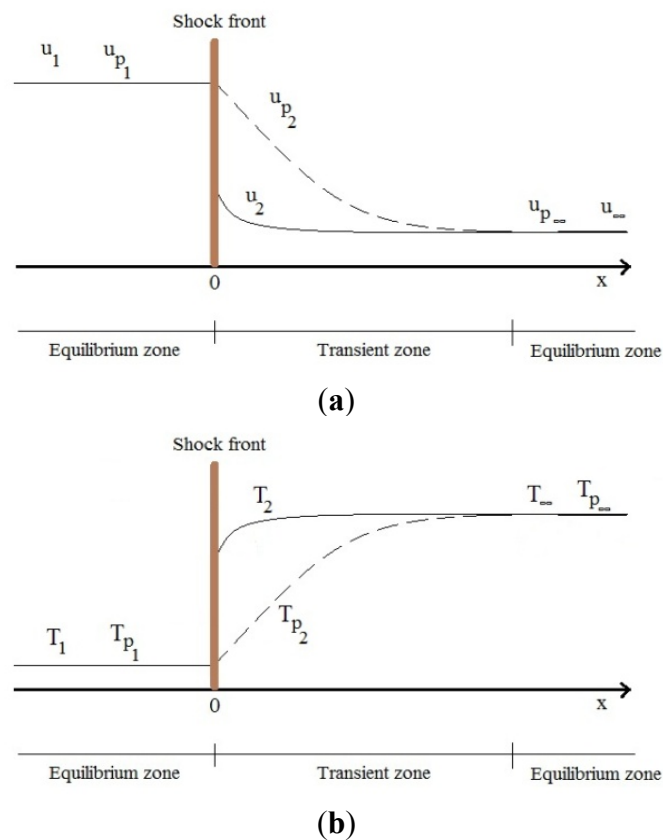 Shock front
u1 up1
up2
u2
up∞ u∞
0 x
Equilibrium zone Transient zone Equilibrium zone
(a)
Shock front
T2 T∞ Tp∞
Tp2
T1 Tp1
0 x
Equilibrium zone Transient zone Equilibrium zone
(b)